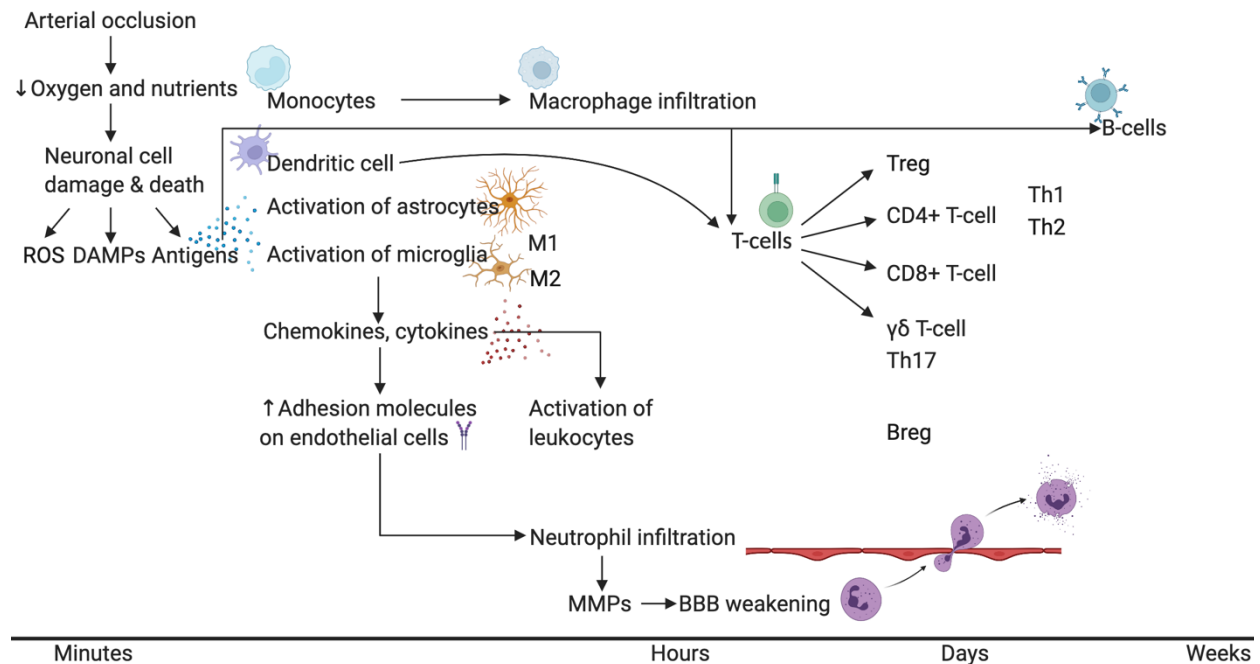 Arterial occlusion
↓Oxygen and nutrients
Neuronal cell
damage & death
ROS DAMPs Antigens
Monocytes
Macrophage infiltration
B-cells
Dendritic cell
Activation of astrocytes
Activation of microglia
M1
M2
T-cells
Treg
CD4+ T-cell
Th1
Th2
CD8+ T-cell
γδ T-cell
Th17
Breg
Chemokines, cytokines
↑Adhesion molecules
on endothelial cells
Activation of
leukocytes
Neutrophil infiltration
MMPs
BBB weakening
Minutes
Hours
Days
Weeks